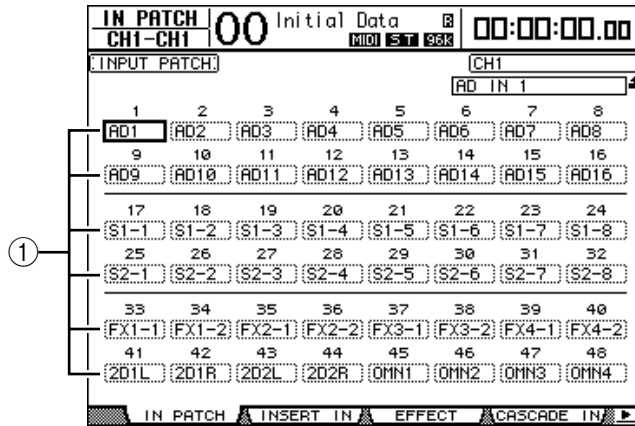 IN PATCH
CH1-CH1
00 Initial Data R
MIDI ST 96k
00:00:00.00
INPUT PATCH
CH1
AD IN 1
1 2 3 4 5 6 7 8
AD1 AD2 AD3 AD4 AD5 AD6 AD7 AD8
9 10 11 12 13 14 15 16
AD9 AD10 AD11 AD12 AD13 AD14 AD15 AD16
17 18 19 20 21 22 23 24
S1-1 S1-2 S1-3 S1-4 S1-5 S1-6 S1-7 S1-8
1
25 26 27 28 29 30 31 32
S2-1 S2-2 S2-3 S2-4 S2-5 S2-6 S2-7 S2-8
33 34 35 36 37 38 39 40
FX1-1 FX1-2 FX2-1 FX2-2 FX3-1 FX3-2 FX4-1 FX4-2
41 42 43 44 45 46 47 48
2D1L 2D1R 2D2L 2D2R OMN1 OMN2 OMN3 OMN4
IN PATCH INSERT IN EFFECT CASCADE IN